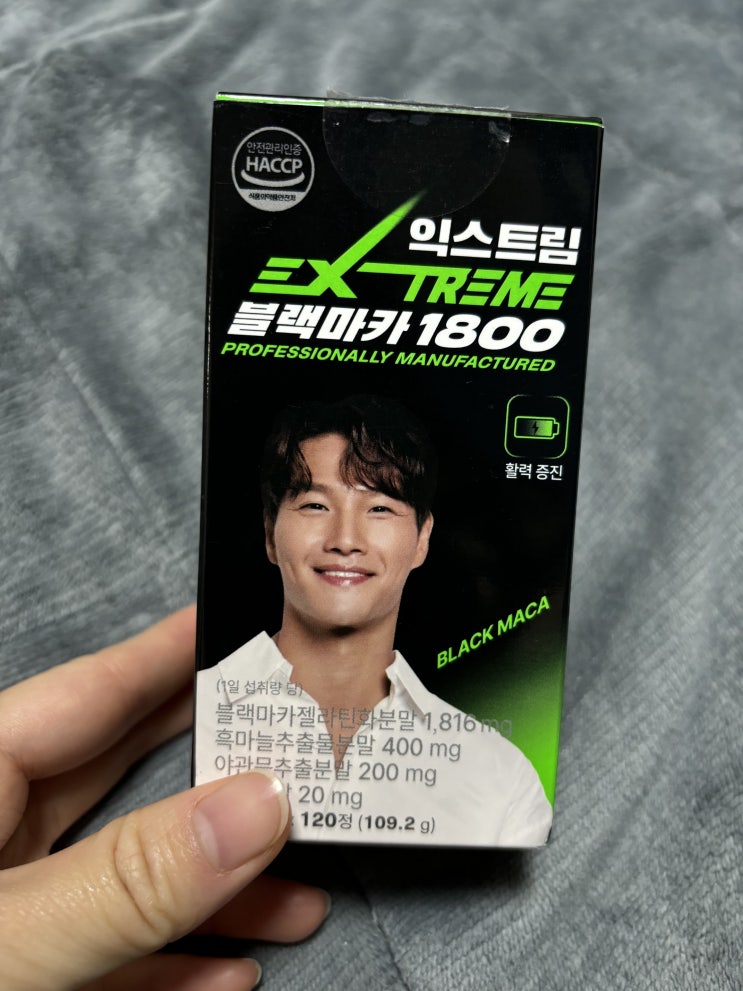 안전관리인증
HACCP
식품의약품안전처
익스트림
EXTREME
블랙마카 1800
PROFESSIONALLY MANUFACTURED
활력 증진
BLACK MACA
(1일 섭취량 당)
블랙마카젤라틴화분말 1,816 mg
흑마늘추출물분말 400 mg
야관문추출분말 200 mg
20 mg
120정 (109.2 g)